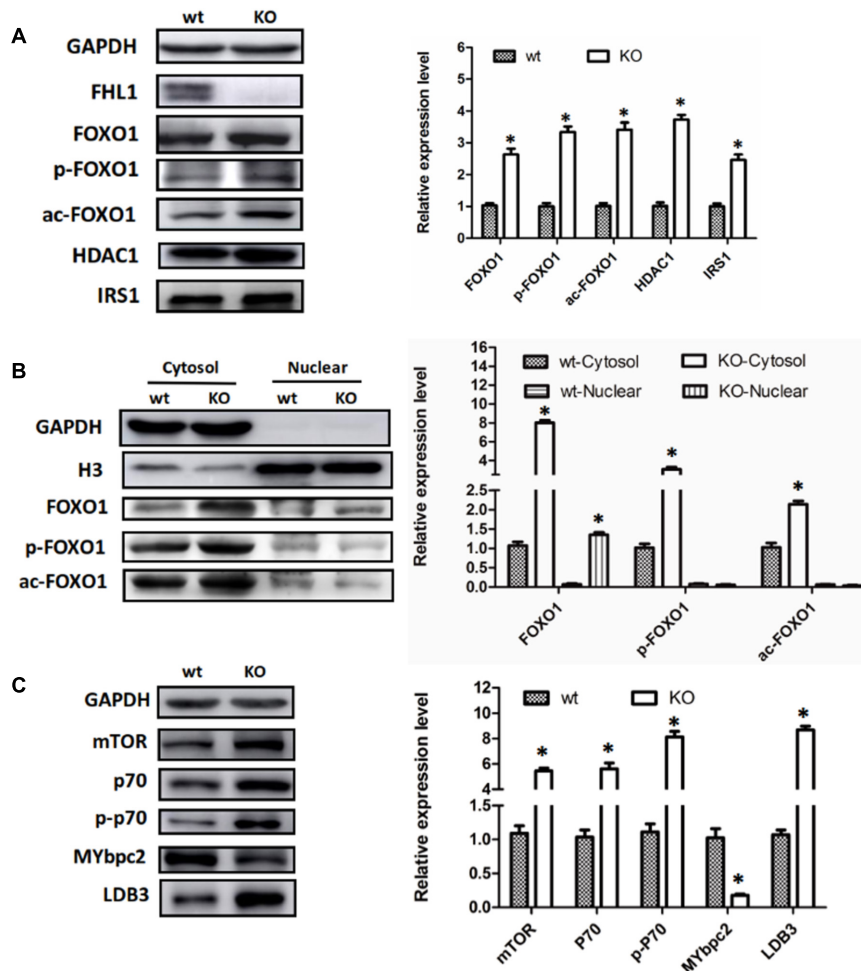 A
wt KO
GAPDH
FHL1
FOXO1
p-FOXO1
ac-FOXO1
HDAC1
IRS1
Relative expression level
6
5
4
3
2
1
0
wt KO
* * * * *
FOXO1 p-FOXO1 ac-FOXO1 HDAC1 IRS1
B
Cytosol Nuclear
wt KO wt KO
GAPDH
H3
FOXO1
p-FOXO1
ac-FOXO1
Relative expression level
16
14
12
10
8
6
4
2.5
2.0
1.5
1.0
0.5
0.0
wt-Cytosol KO-Cytosol
wt-Nuclear KO-Nuclear
* * * *
FOXO1 p-FOXO1 ac-FOXO1
C
wt KO
GAPDH
mTOR
p70
p-p70
MYbpc2
LDB3
Relative expression level
12
10
8
6
4
1.5
1.0
0.5
0.0
wt KO
* * * * *
mTOR P70 p-P70 MYbpc2 LDB3